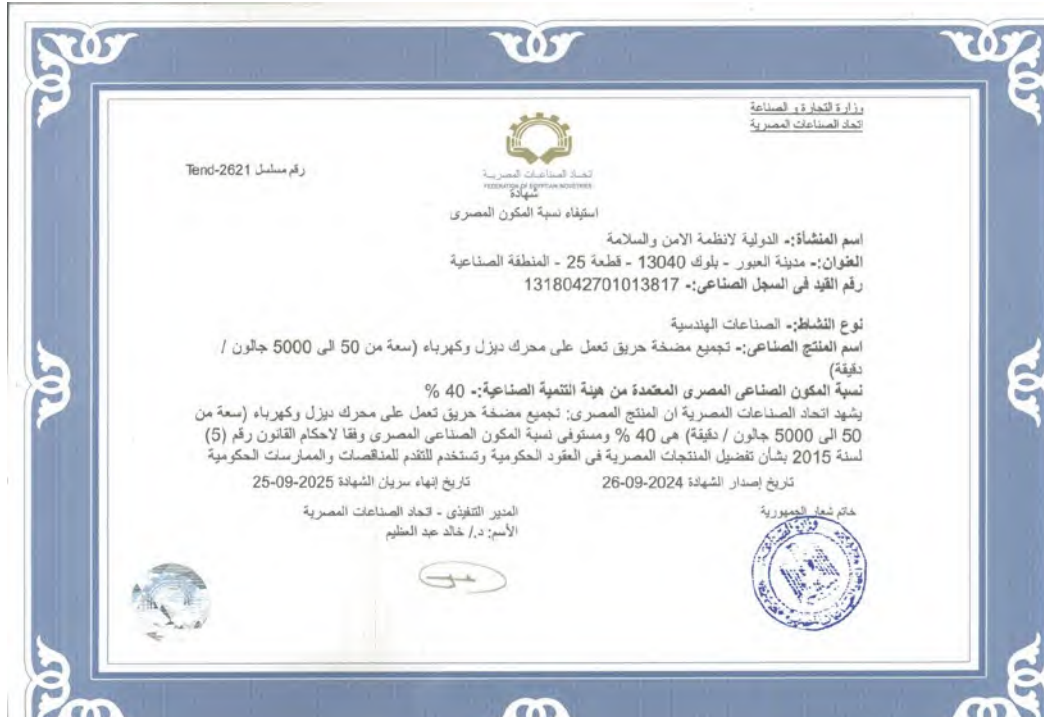 وزارة التجارة و الصناعة
اتحاد الصناعات المصرية
رقم مسلسل Tend-2621
اتحاد الصناعات المصرية
FEDERATION OF EGYPTIAN INDUSTRIES
شهادة
استيفاء نسبة المكون المصرى
اسم المنشأة:- الدولية لانظمة الامن والسلامة
العنوان:- مدينة العبور - بلوك 13040 - قطعة 25 - المنطقة الصناعية
رقم القيد فى السجل الصناعى:- 1318042701013817
نوع النشاط:- الصناعات الهندسية
اسم المنتج الصناعى:- تجميع مضخة حريق تعمل على محرك ديزل وكهرباء (سعة من 50 الى 5000 جالون /
دقيقة)
نسبة المكون الصناعى المصرى المعتمدة من هيئة التنمية الصناعية:- 40 %
يشهد اتحاد الصناعات المصرية ان المنتج المصرى: تجميع مضخة حريق تعمل على محرك ديزل وكهرباء (سعة من
50 الى 5000 جالون / دقيقة) هى 40 % ومستوفى نسبة المكون الصناعى المصرى وفقا لاحكام القانون رقم (5)
لسنة 2015 بشأن تفضيل المنتجات المصرية فى العقود الحكومية وتستخدم للتقدم للمناقصات والممارسات الحكومية
تاريخ إصدار الشهادة 26-09-2024
تاريخ إنهاء سريان الشهادة 25-09-2025
خاتم شعار الجمهورية
المدير التنفيذى - اتحاد الصناعات المصرية
الأسم: د./ خالد عبد العظيم